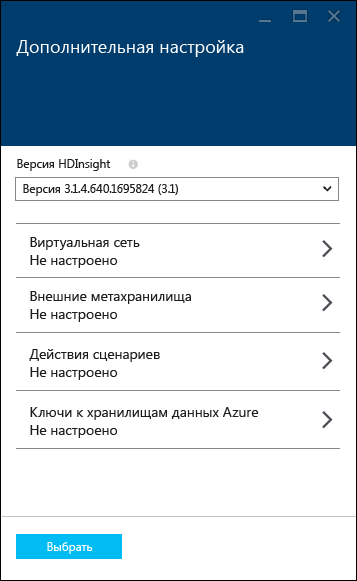 Дополнительная настройка
Версия HDInsight
Версия 3.1.4.640.1695824 (3.1)
Виртуальная сеть
Не настроено
Внешние метахранилища
Не настроено
Действия сценариев
Не настроено
Ключи к хранилищам данных Azure
Не настроено
Выбрать